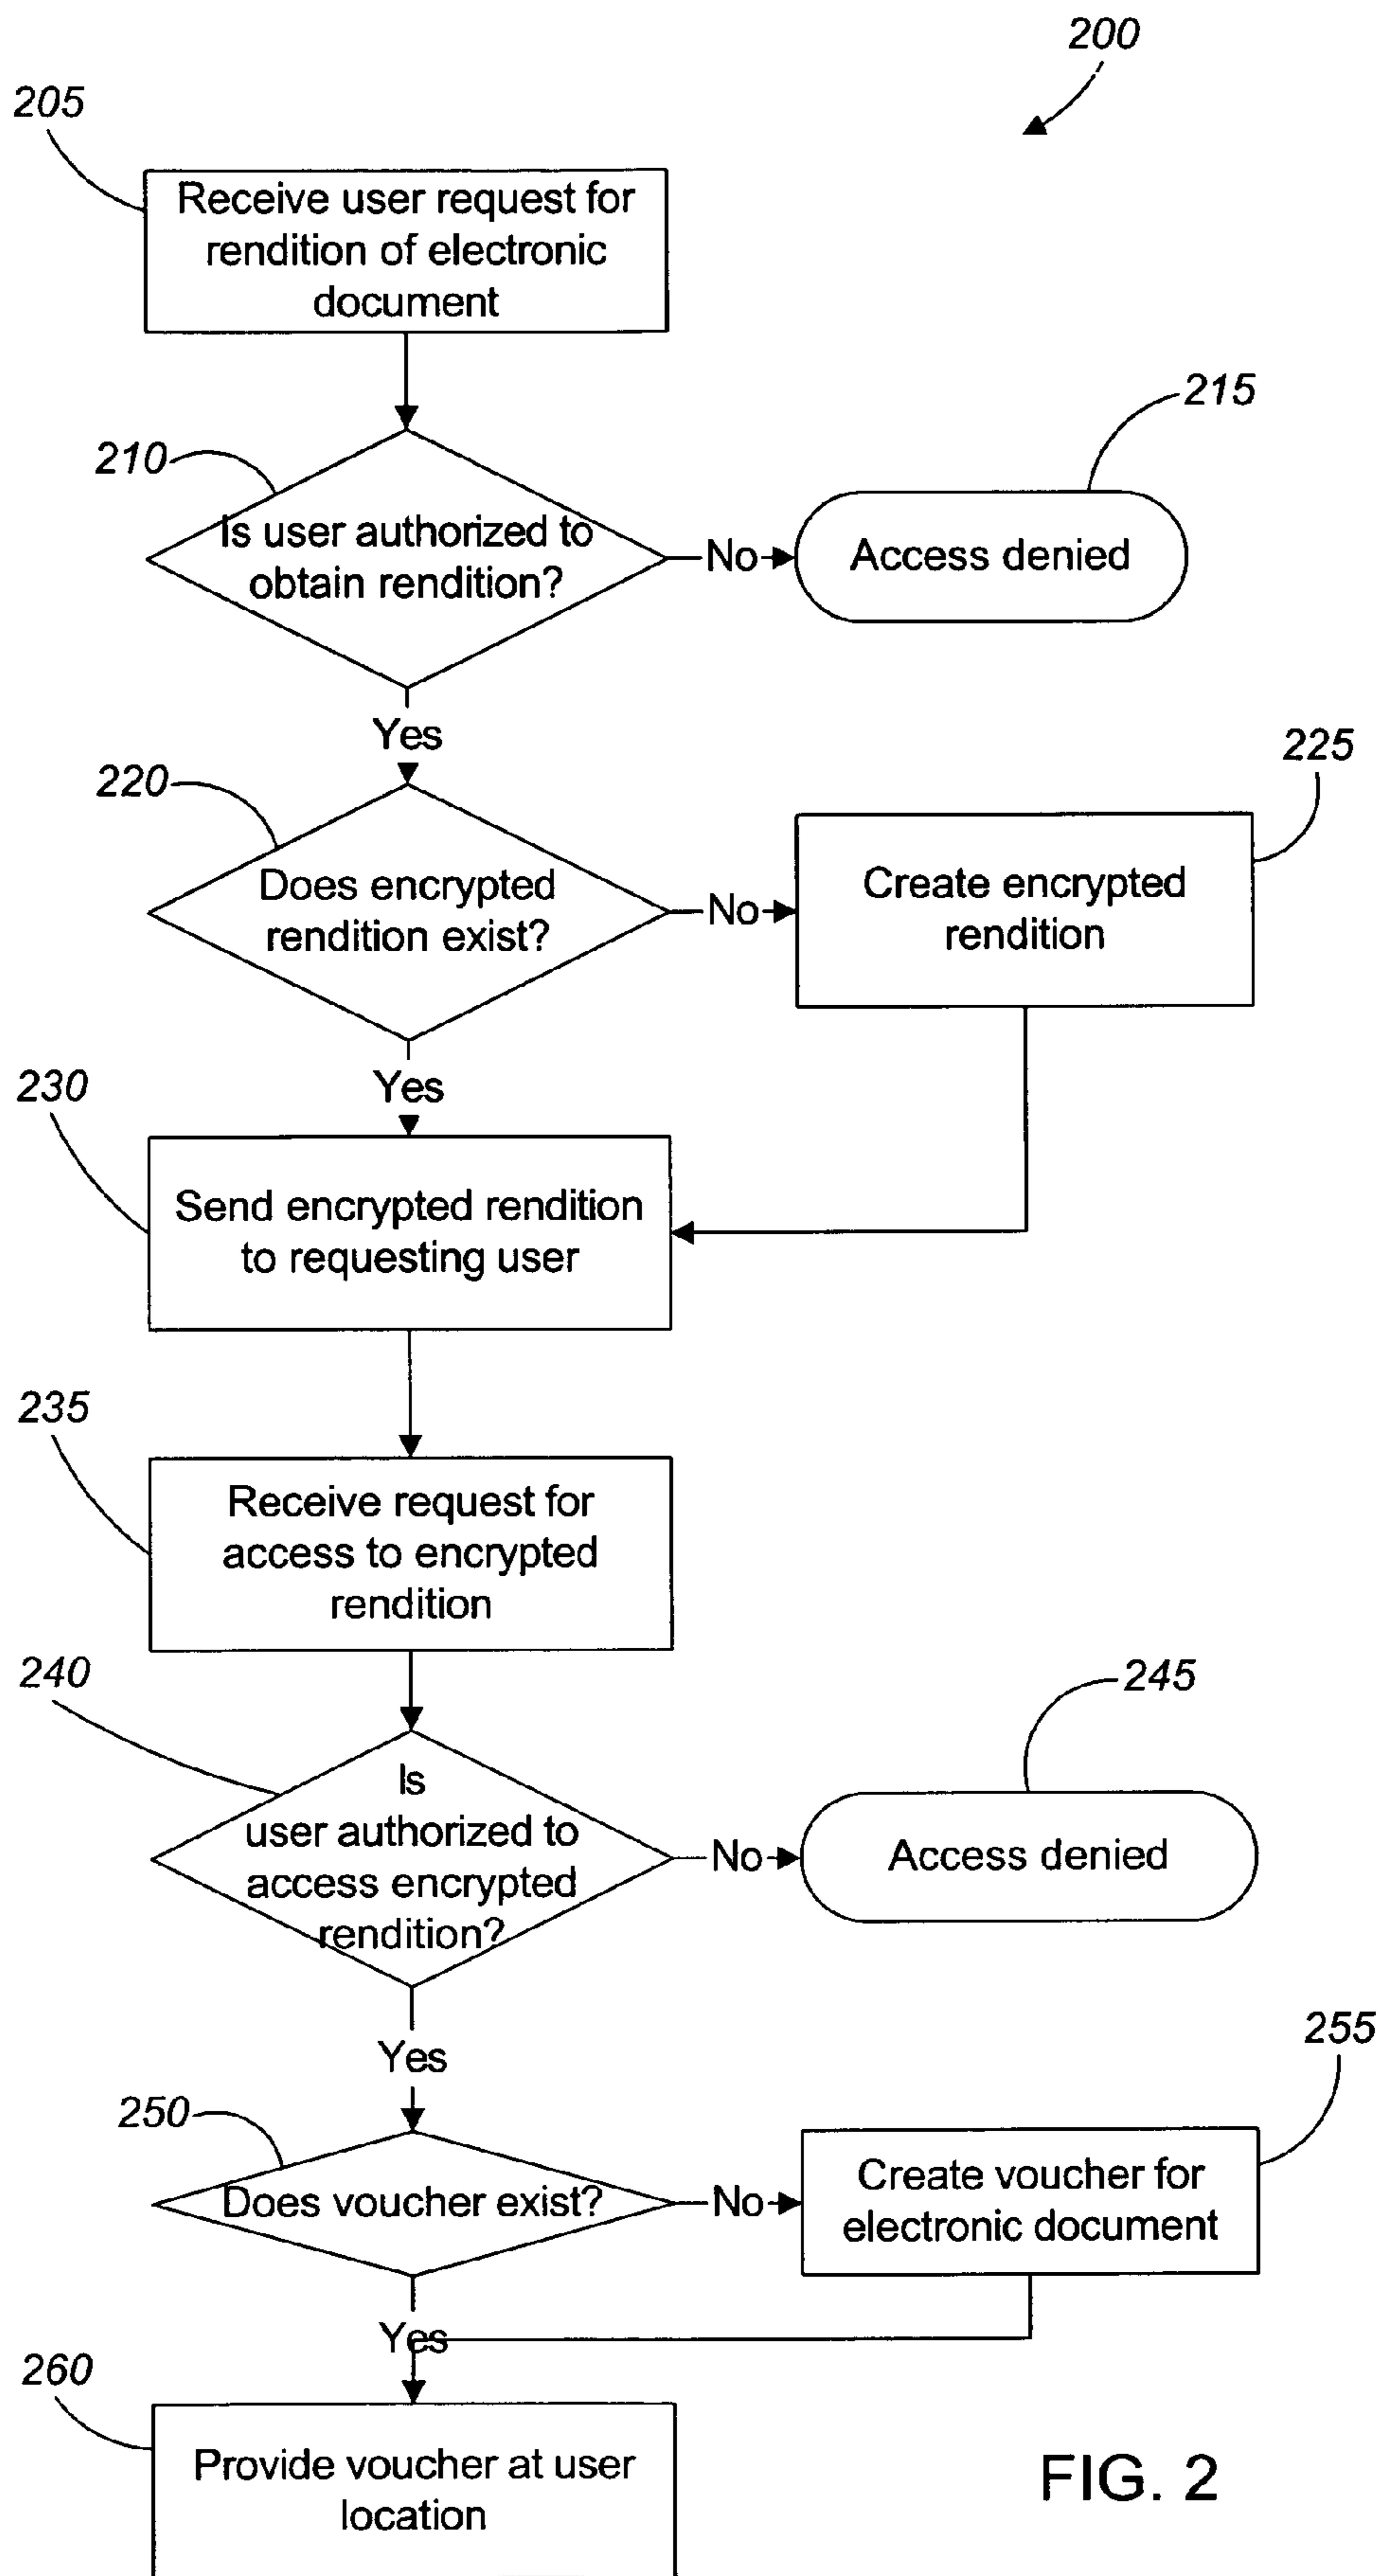 200
205
Receive user request for
rendition of electronic
document
215
210
Is user authorized to
obtain rendition?
No
Access denied
Yes
225
220
Does encrypted
rendition exist?
No
Create encrypted
rendition
Yes
230
Send encrypted rendition
to requesting user
235
Receive request for
access to encrypted
rendition
240
245
Is
user authorized to
access encrypted
rendition?
No
Access denied
Yes
255
250
Does voucher exist?
No
Create voucher for
electronic document
Yes
260
Provide voucher at user
location
FIG. 2